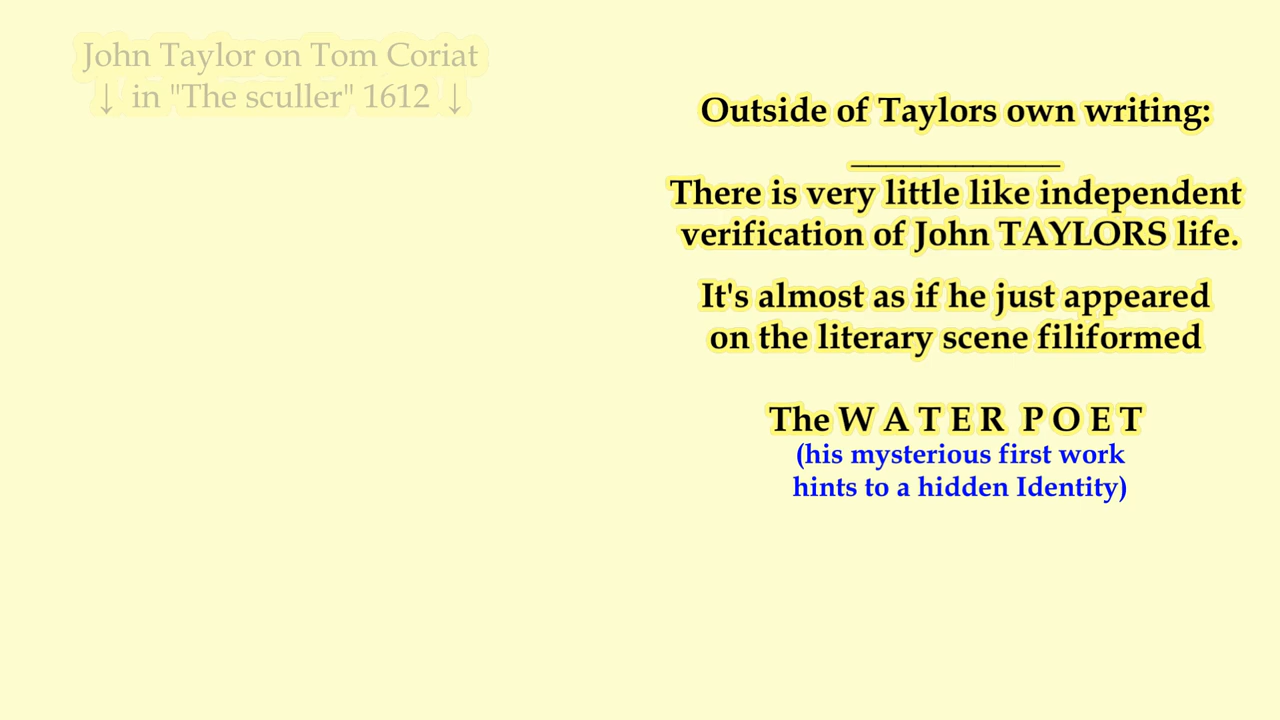 John Taylor on Tom Coriat
↓ in "The sculler" 1612 ↓
Outside of Taylors own writing:
____________
There is very little like independent
verification of John TAYLORS life.
It's almost as if he just appeared
on the literary scene filiformed
The W A T E R P O E T
(his mysterious first work
hints to a hidden Identity)